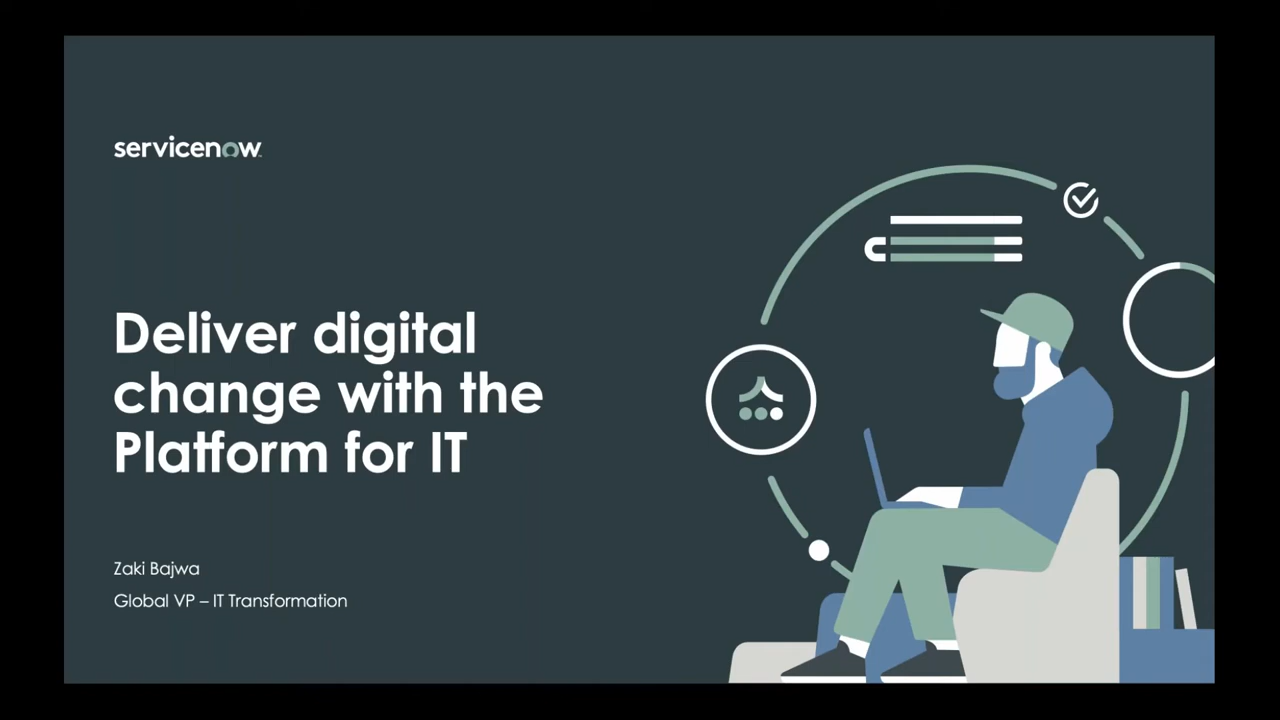 servicenow
Deliver digital
change with the
Platform for IT
Zaki Bajwa
Global VP – IT Transformation